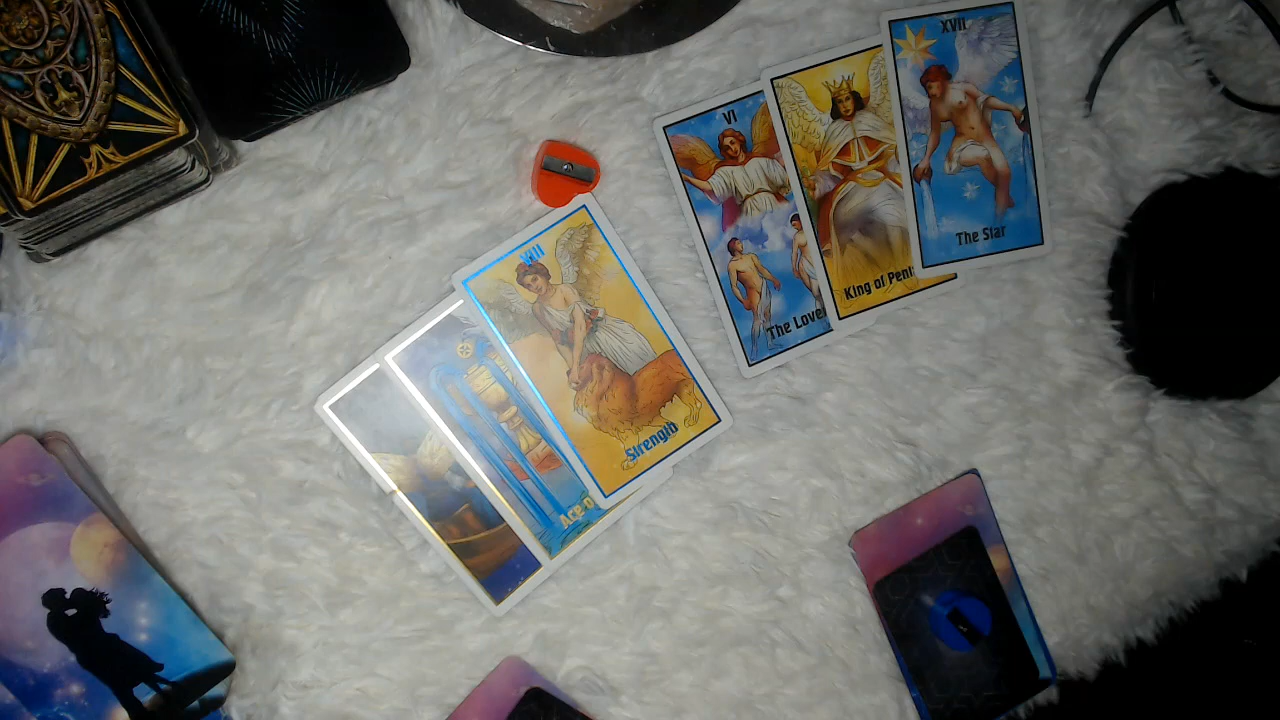 VI
The Love
King of Pen
XVII
The Star
VIII
Strength
Ace o